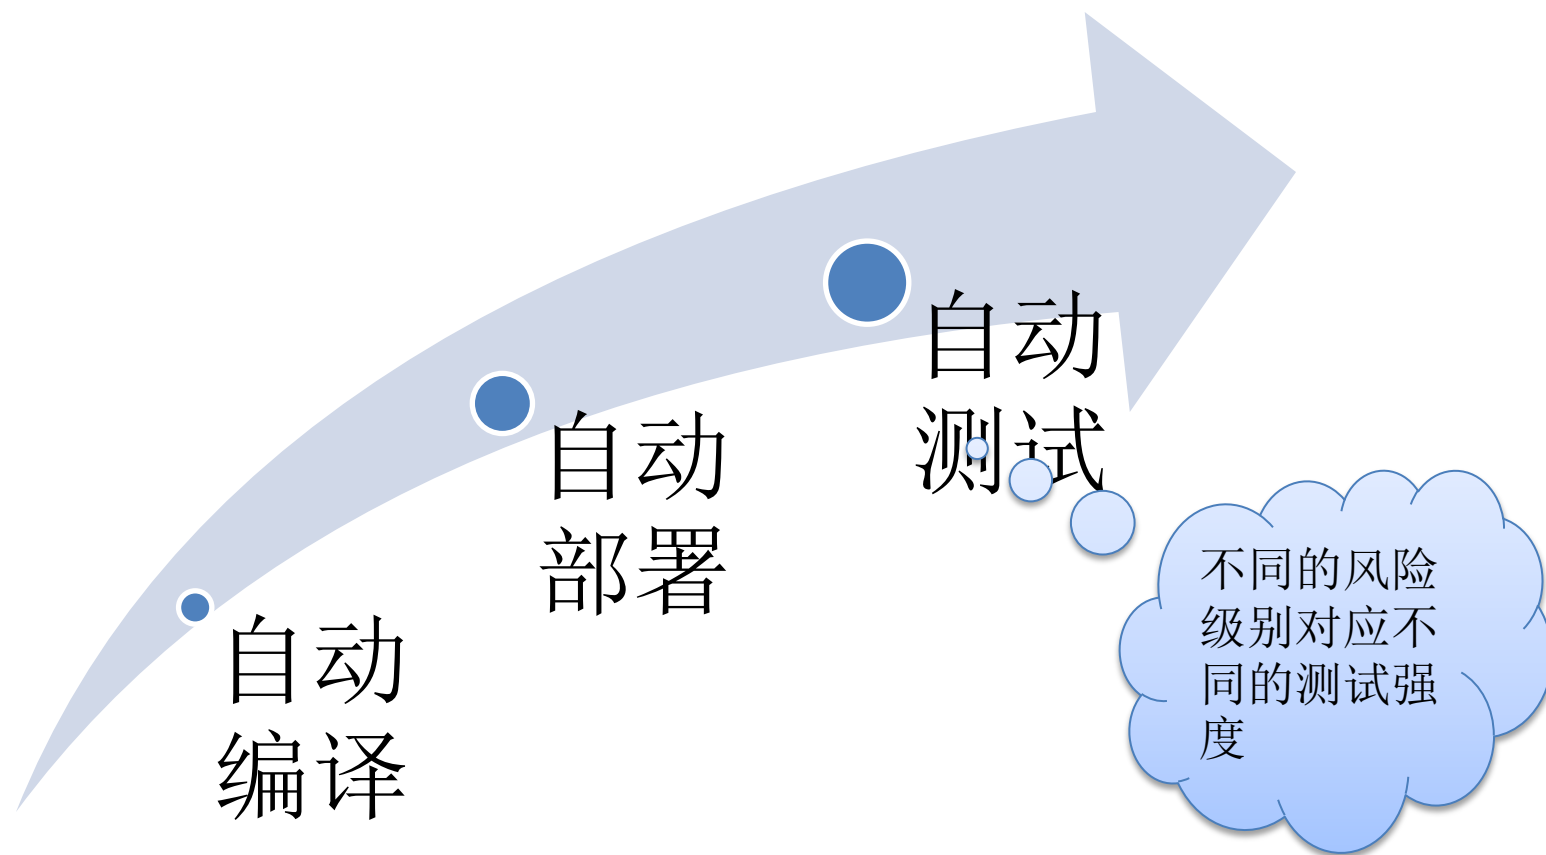 自动
编译
自动
部署
自动
测试
不同的风险
级别对应不
同的测试强
度